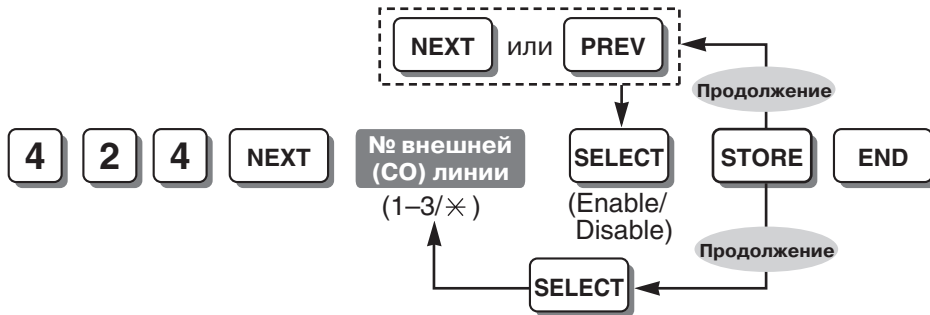 NEXT или PREV
Продолжение
4 2 4 NEXT № внешней (CO) линии SELECT STORE END
(1–3/✳)
(Enable/
Disable)
Продолжение
SELECT